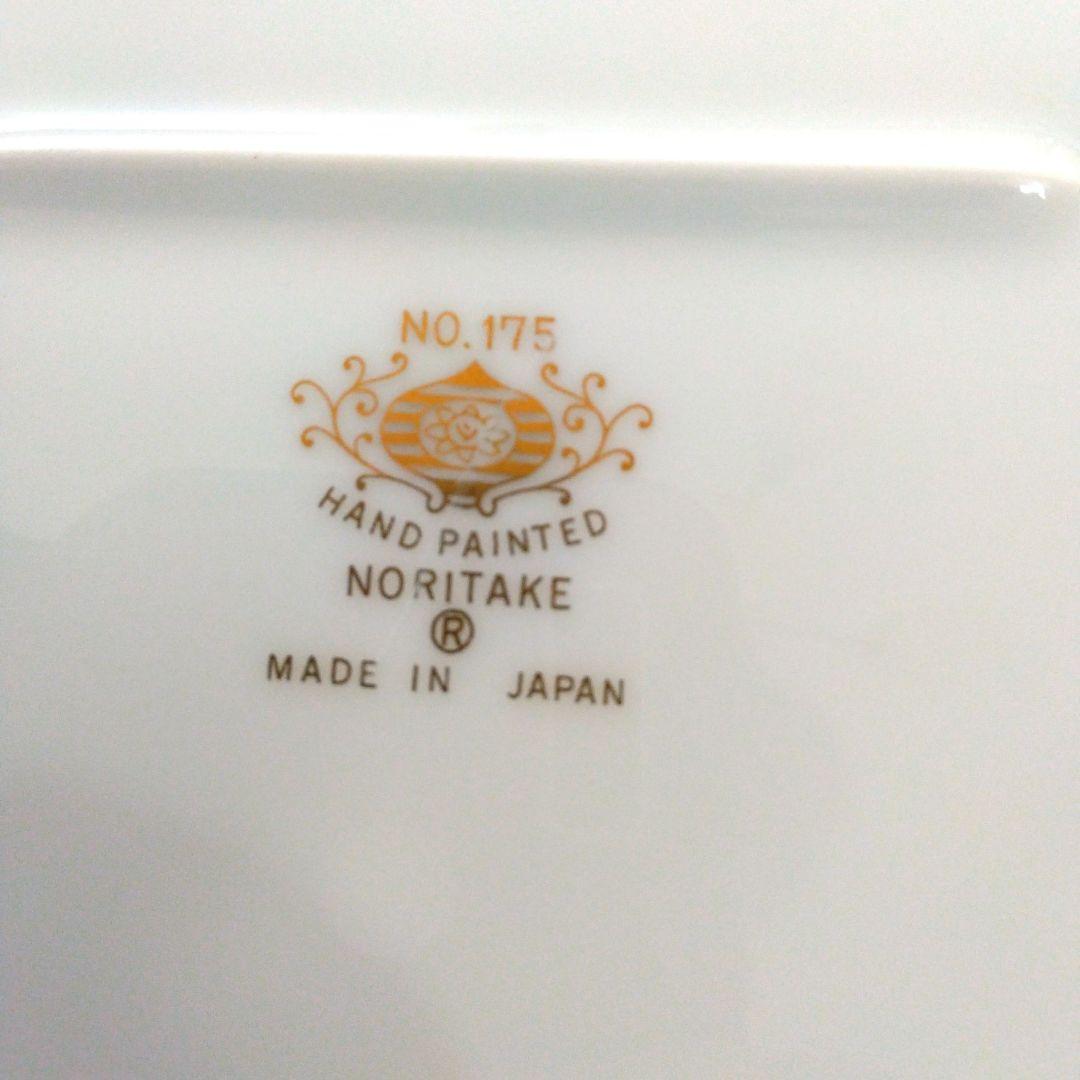 NO.175
HAND PAINTED
NORITAKE
®
MADE IN JAPAN